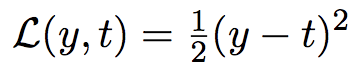 ℒ(y, t) = ½(y − t)²